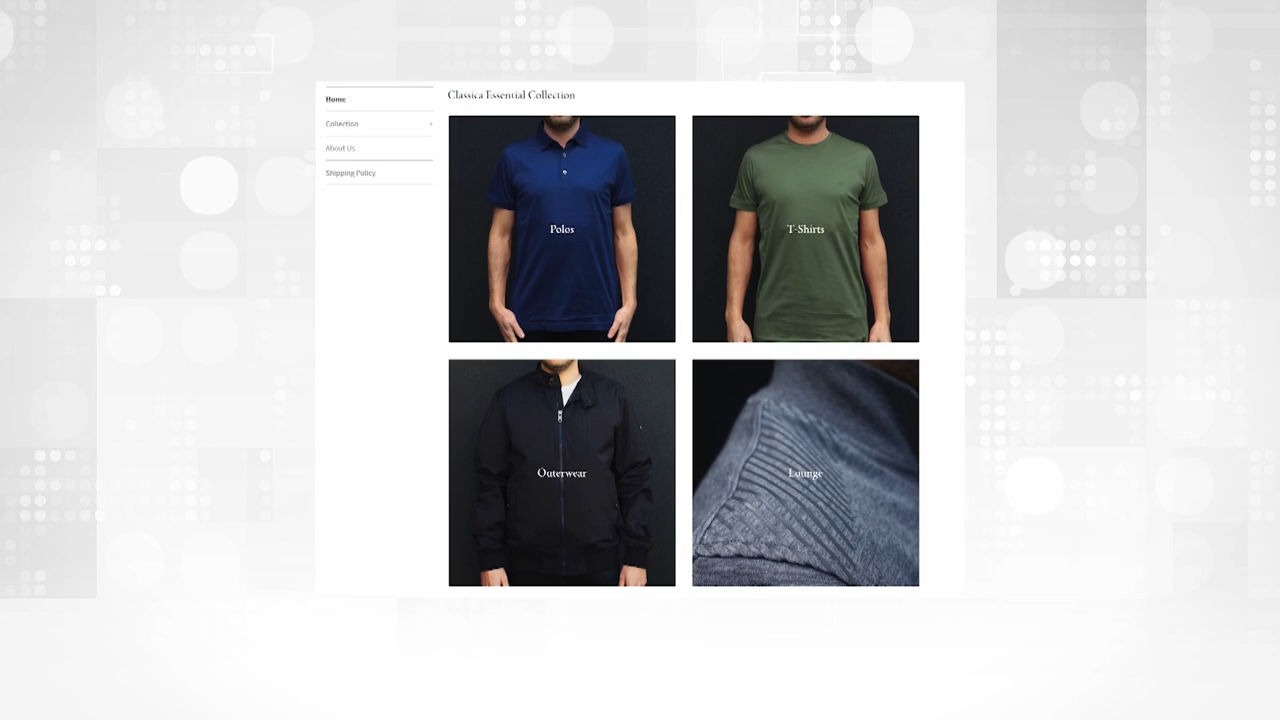 Classica Essential Collection
Home
Collection +
About Us
Shipping Policy
Polos
T-Shirts
Outerwear
Lounge